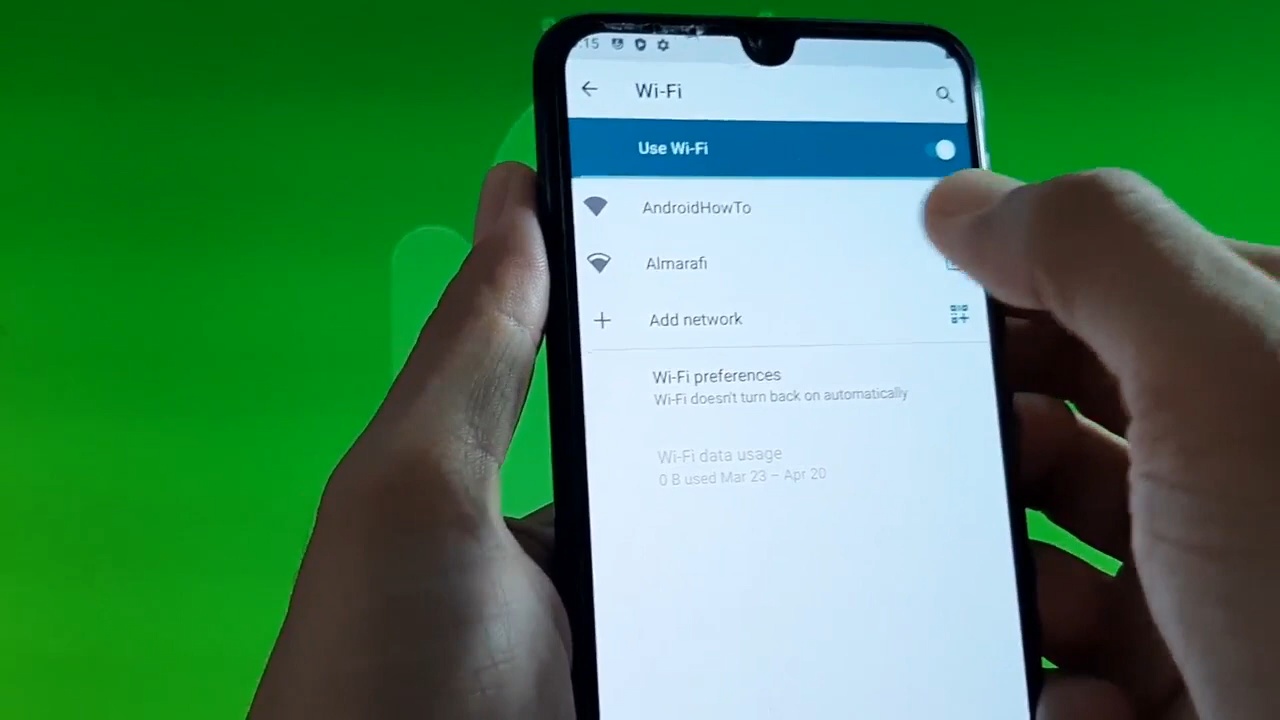 :15
Wi-Fi
Use Wi-Fi
AndroidHowTo
Almarafi
Add network
Wi-Fi preferences
Wi-Fi doesn't turn back on automatically
Wi-Fi data usage
0 B used Mar 23 – Apr 20